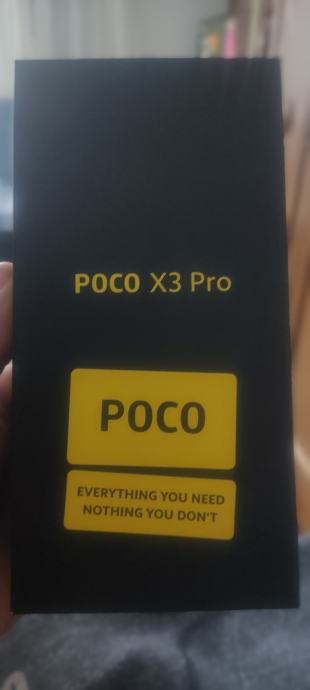 POCO X3 Pro
POCO
EVERYTHING YOU NEED
NOTHING YOU DON'T